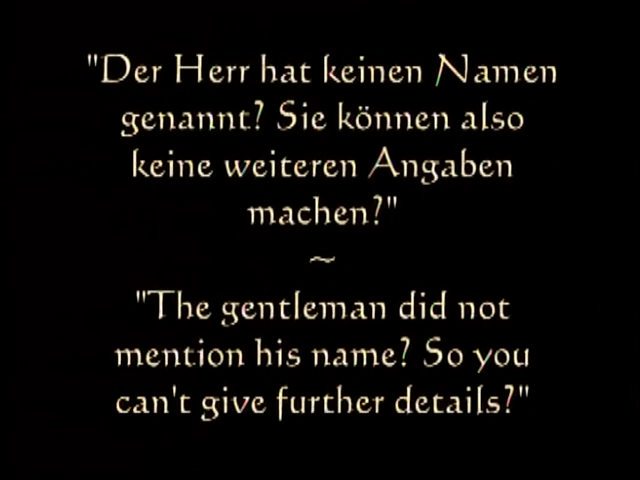 "Der Herr hat keinen Namen
genannt? Sie können also
keine weiteren Angaben
machen?"
~
"The gentleman did not
mention his name? So you
can't give further details?"